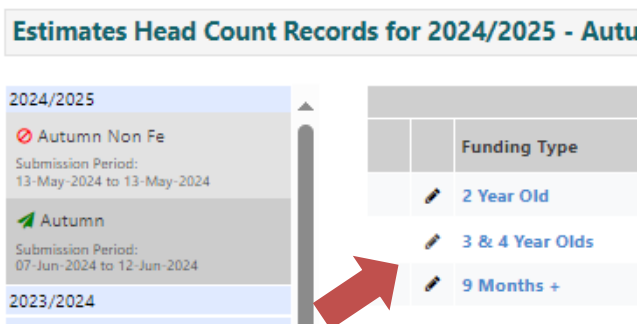 Estimates Head Count Records for 2024/2025 - Autu
2024/2025
Autumn Non Fe
Submission Period:
13-May-2024 to 13-May-2024
Autumn
Submission Period:
07-Jun-2024 to 12-Jun-2024
2023/2024
Funding Type
2 Year Old
3 & 4 Year Olds
9 Months +